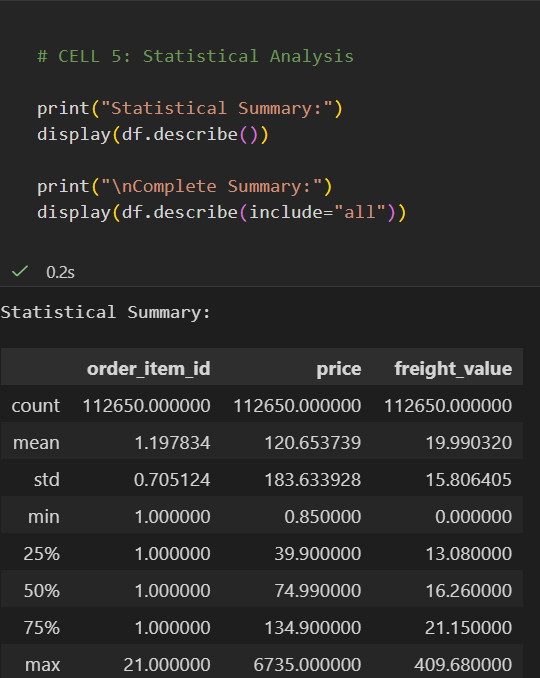 # CELL 5: Statistical Analysis
print("Statistical Summary:")
display(df.describe())
print("\nComplete Summary:")
display(df.describe(include="all"))
0.2s
Statistical Summary:
order_item_id price freight_value
count 112650.000000 112650.000000 112650.000000
mean 1.197834 120.653739 19.990320
std 0.705124 183.633928 15.806405
min 1.000000 0.850000 0.000000
25% 1.000000 39.900000 13.080000
50% 1.000000 74.990000 16.260000
75% 1.000000 134.900000 21.150000
max 21.000000 6735.000000 409.680000